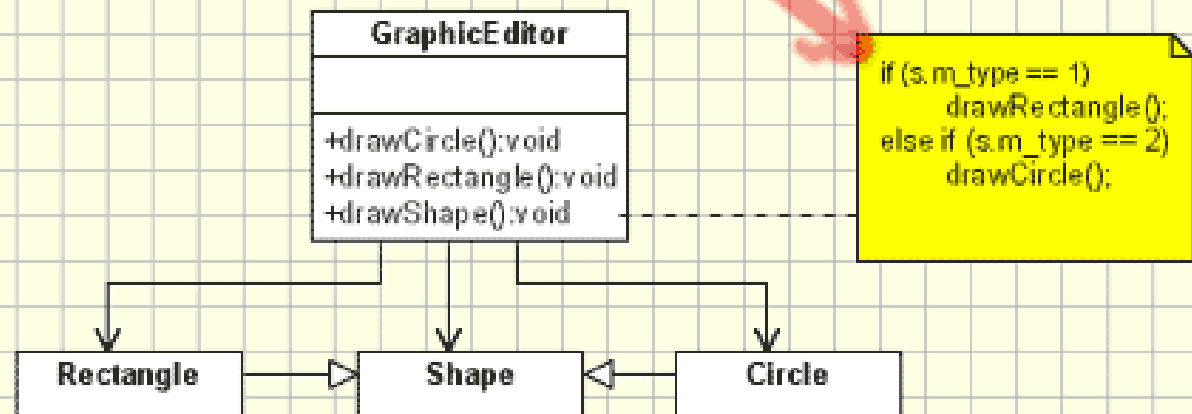 GraphicEditor
+drawCircle():void
+drawRectangle():void
+drawShape():void
if (s.m_type == 1)
drawRectangle();
else if (s.m_type == 2)
drawCircle();
Rectangle
Shape
Circle